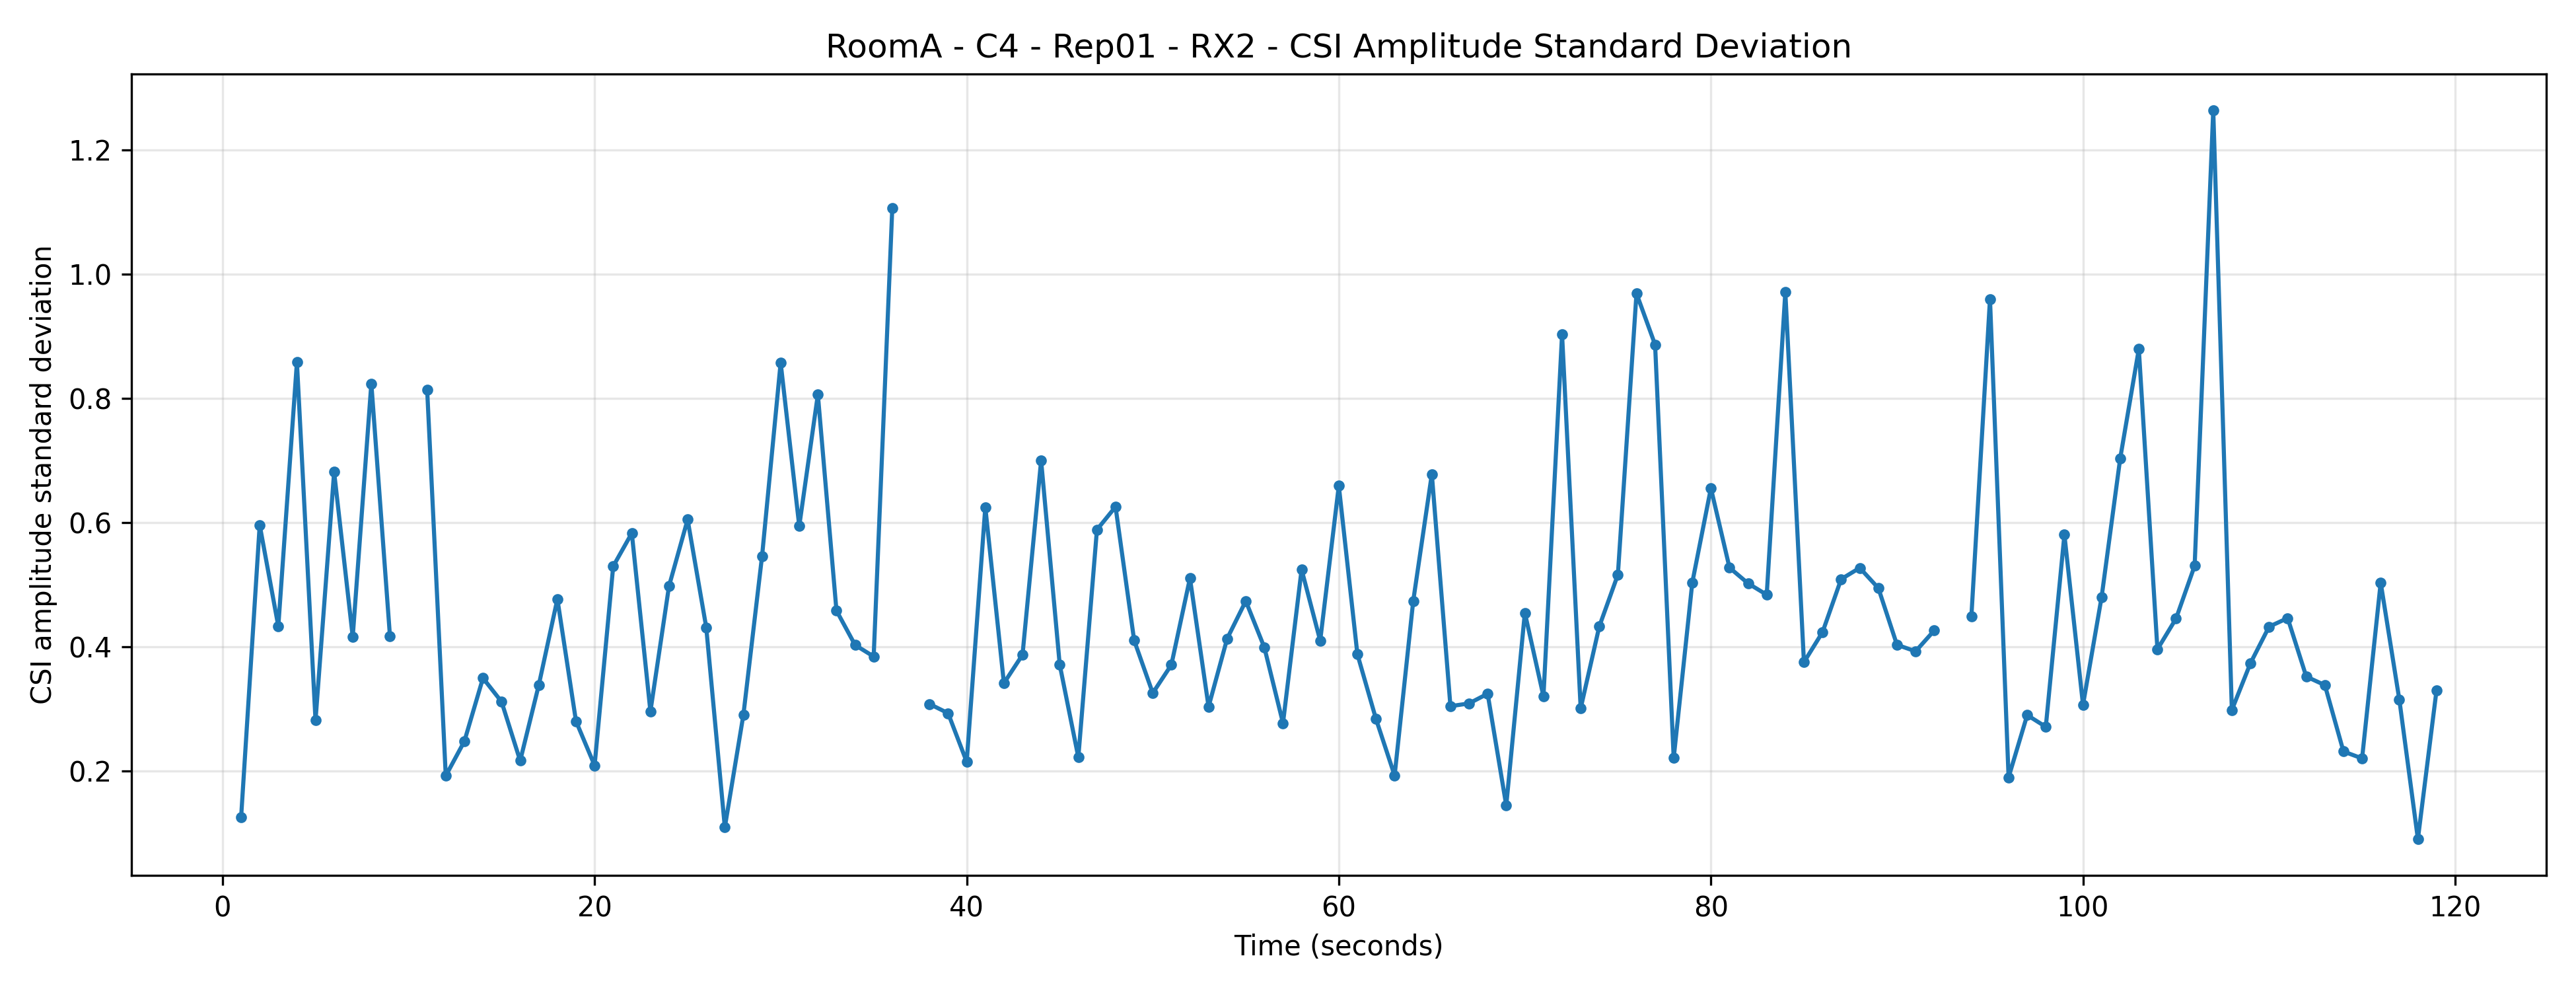 RoomA - C4 - Rep01 - RX2 - CSI Amplitude Standard Deviation
CSI amplitude standard deviation
1.2
1.0
0.8
0.6
0.4
0.2
0 20 40 60 80 100 120
Time (seconds)